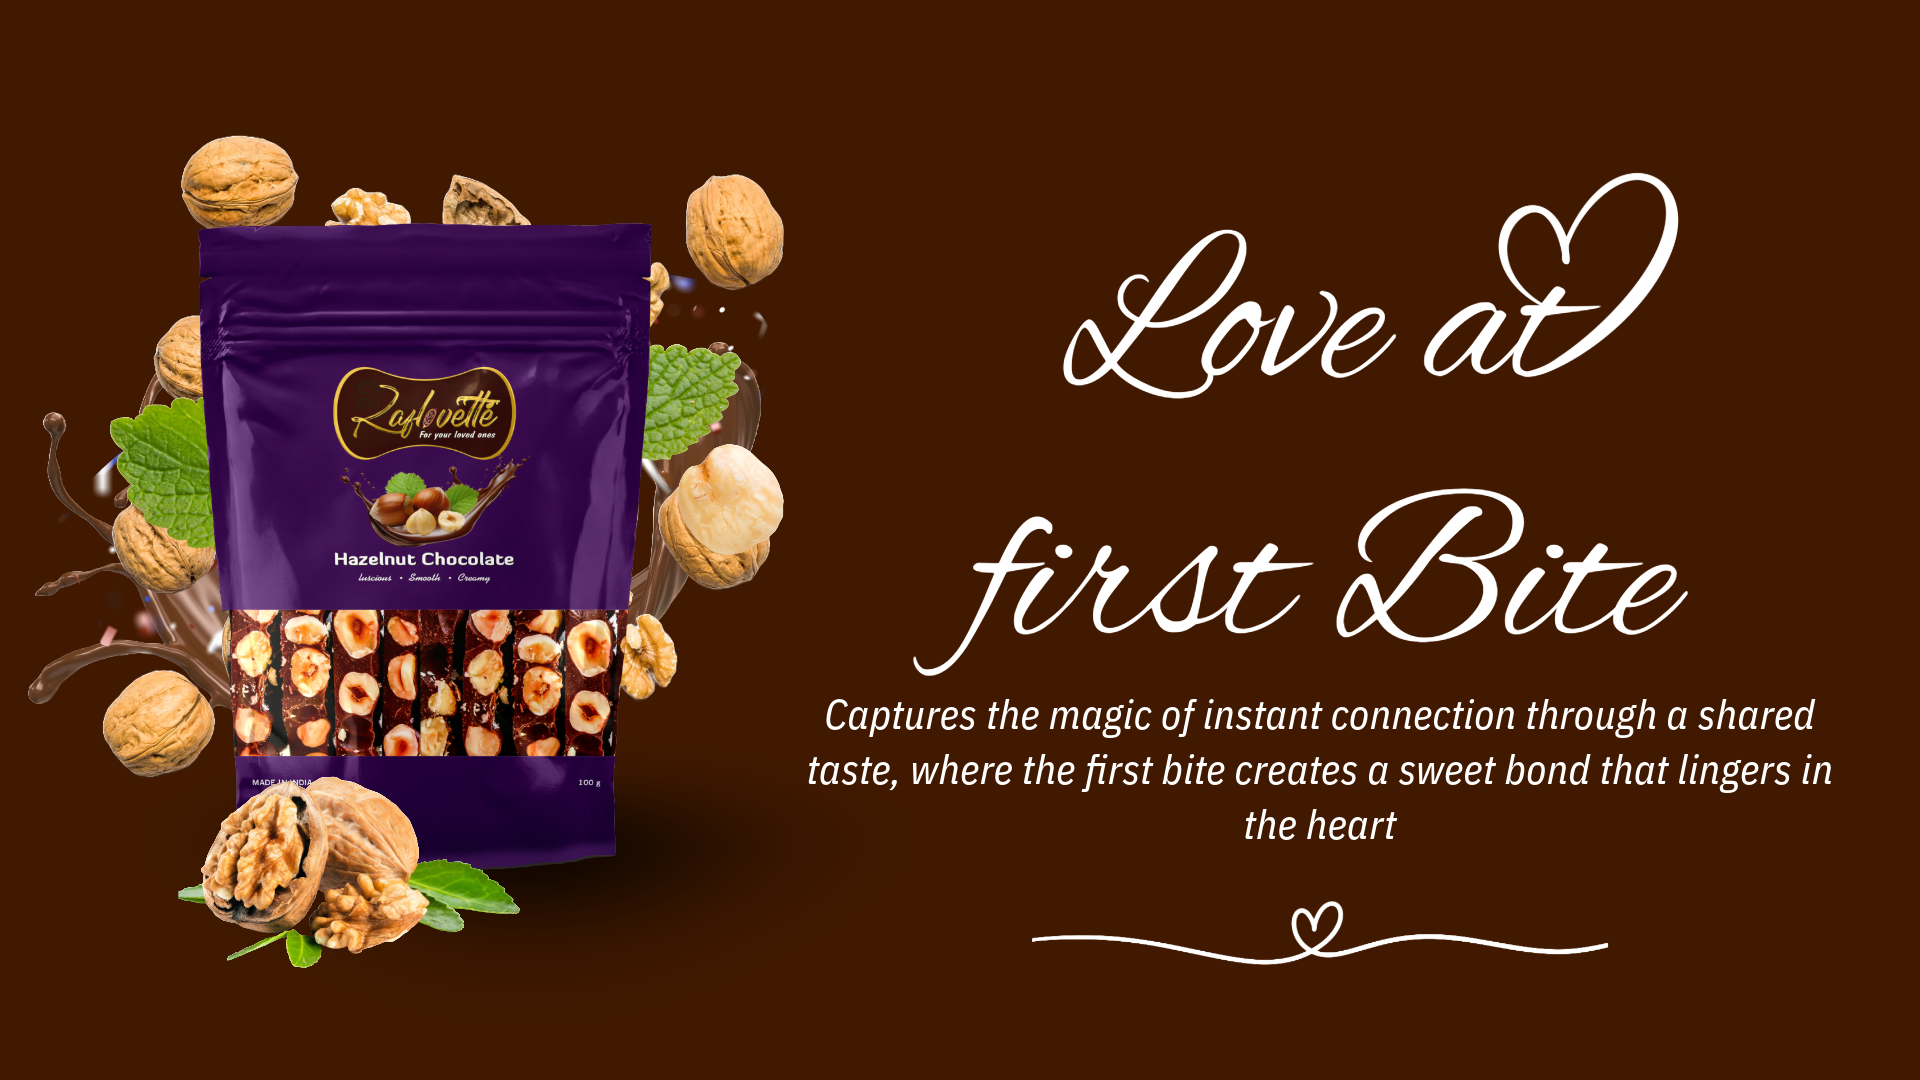 Raflovette
For your loved ones
Hazelnut Chocolate
luscious • Smooth • Creamy
MADE IN INDIA
100 g
Love at
first Bite
Captures the magic of instant connection through a shared
taste, where the first bite creates a sweet bond that lingers in
the heart